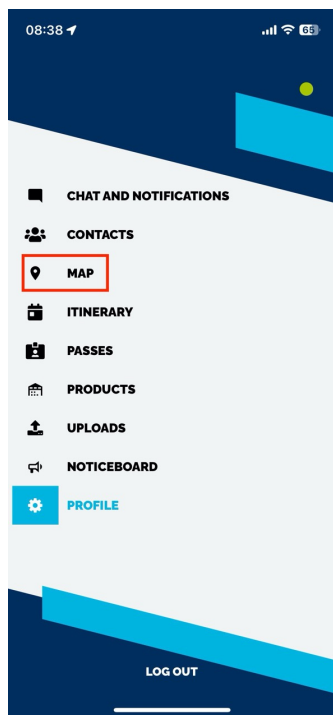 08:38
65
CHAT AND NOTIFICATIONS
CONTACTS
MAP
ITINERARY
PASSES
PRODUCTS
UPLOADS
NOTICEBOARD
PROFILE
LOG OUT